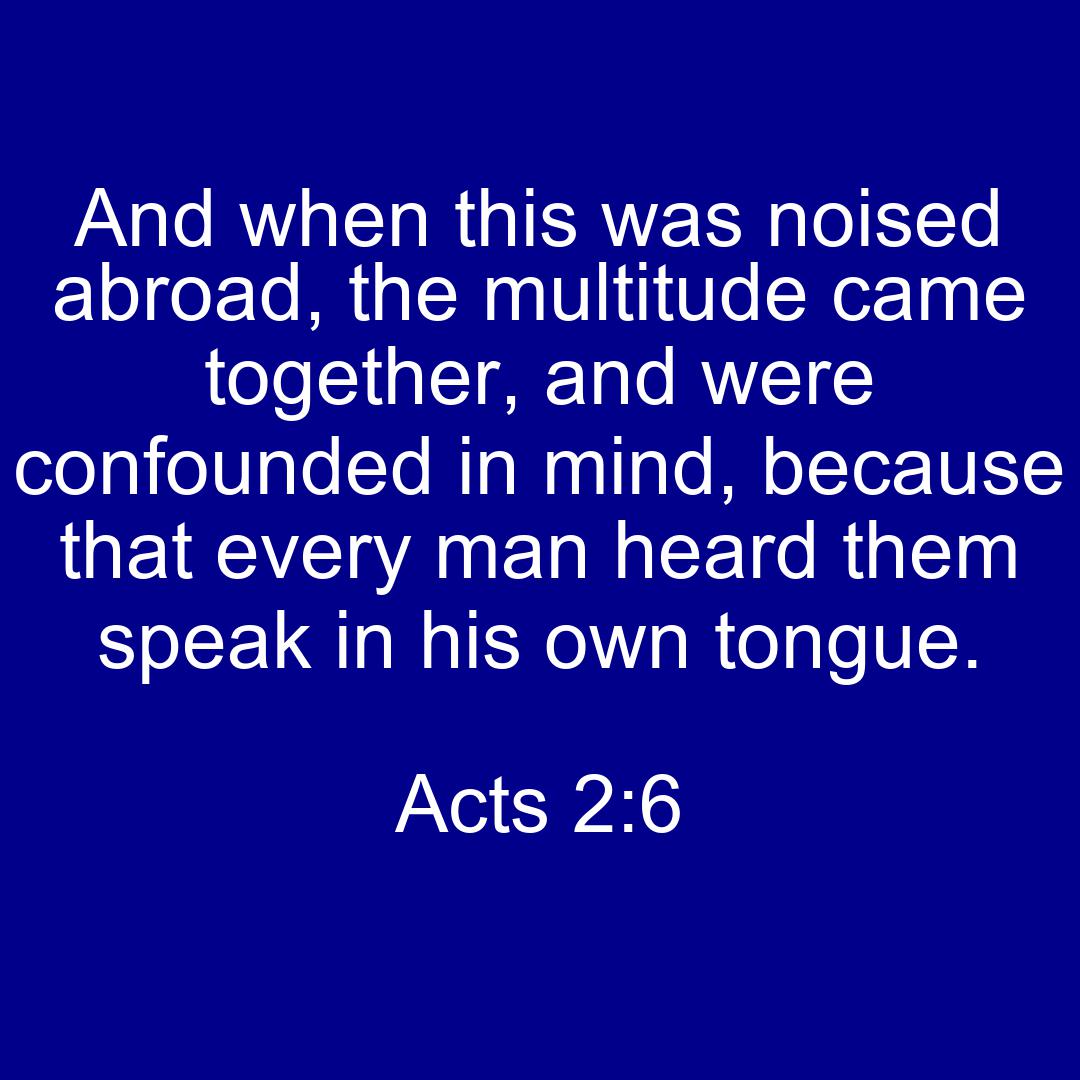 And when this was noised
abroad, the multitude came
together, and were
confounded in mind, because
that every man heard them
speak in his own tongue.
Acts 2:6